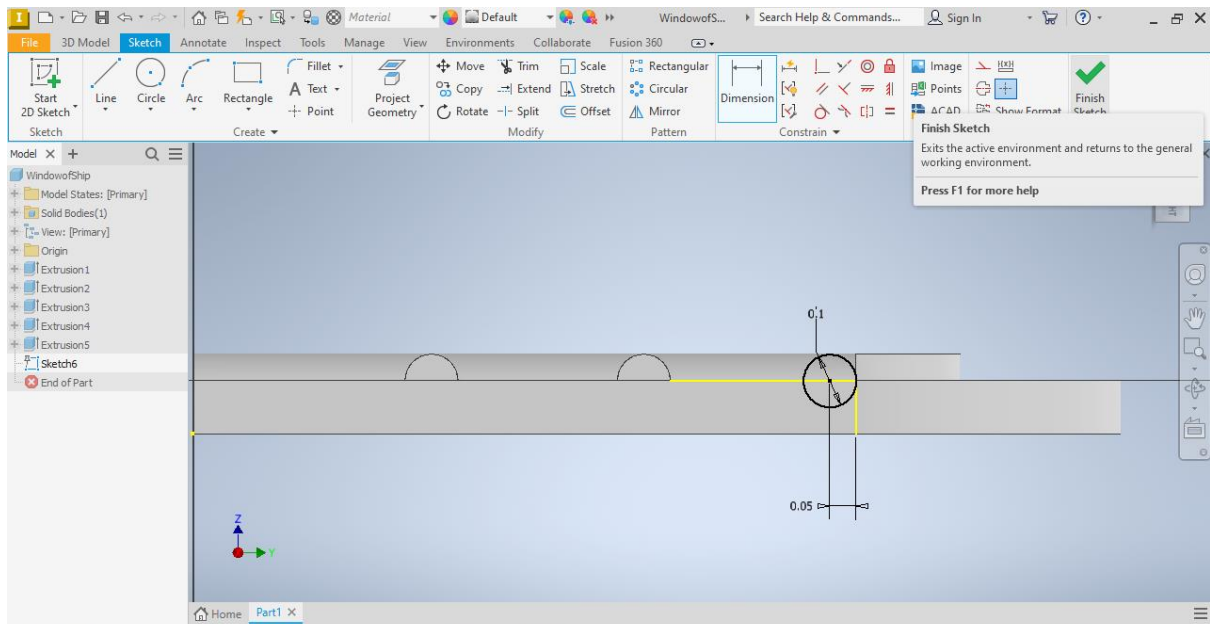 Material Default WindowofS... Search Help & Commands... Sign In
File 3D Model Sketch Annotate Inspect Tools Manage View Environments Collaborate Fusion 360
Start 2D Sketch Line Circle Arc Rectangle Fillet Text Point Project Geometry Move Copy Rotate Trim Extend Split Scale Stretch Offset Rectangular Circular Mirror Dimension Image Points ACAD Show Format Finish Sketch
Sketch Create Modify Pattern Constrain
Finish Sketch
Exits the active environment and returns to the general
working environment.
Press F1 for more help
Model
WindowofShip
Model States: [Primary]
Solid Bodies(1)
View: [Primary]
Origin
Extrusion1
Extrusion2
Extrusion3
Extrusion4
Extrusion5
Sketch6
End of Part
0.1
0.05
Z
Y
Home Part1